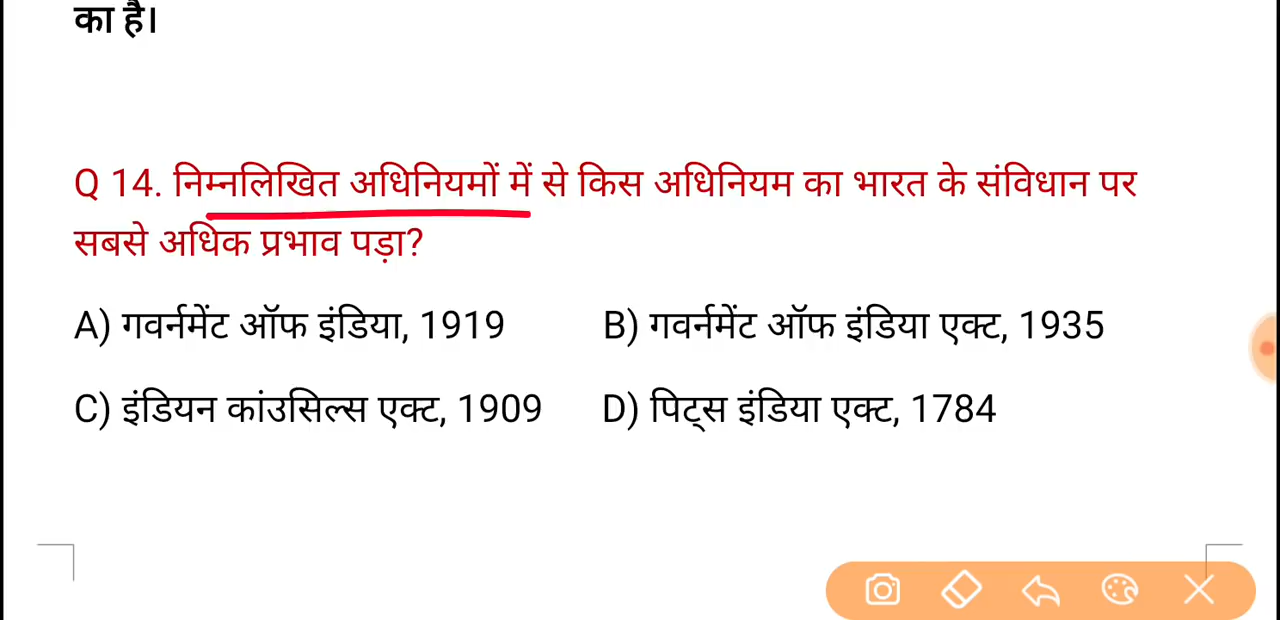 का है।
Q 14. निम्नलिखित अधिनियमों में से किस अधिनियम का भारत के संविधान पर
सबसे अधिक प्रभाव पड़ा?
A) गवर्नमेंट ऑफ इंडिया, 1919 B) गवर्नमेंट ऑफ इंडिया एक्ट, 1935
C) इंडियन कांउसिल्स एक्ट, 1909 D) पिट्स इंडिया एक्ट, 1784